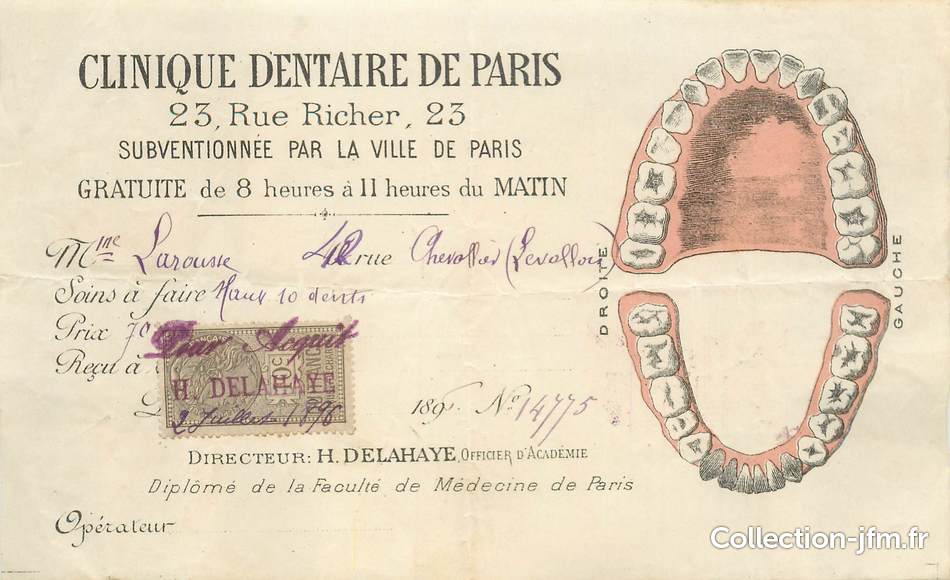 CLINIQUE DENTAIRE DE PARIS
23, Rue Richer, 23
SUBVENTIONNÉE PAR LA VILLE DE PARIS
GRATUITE de 8 heures à 11 heures du MATIN
Mme Larousse 42 rue Chevallier (Levallois)
Soins à faire Haut 10 dents
Prix 70
Pour Acquit
Reçu à
10c
H. DELAHAYE
2 Juillet 1896
189 No 14775
DIRECTEUR: H. DELAHAYE, OFFICIER D'ACADÉMIE
Diplômé de la Faculté de Médecine de Paris
Opérateur
DROITE
GAUCHE
Collection-jfm.fr